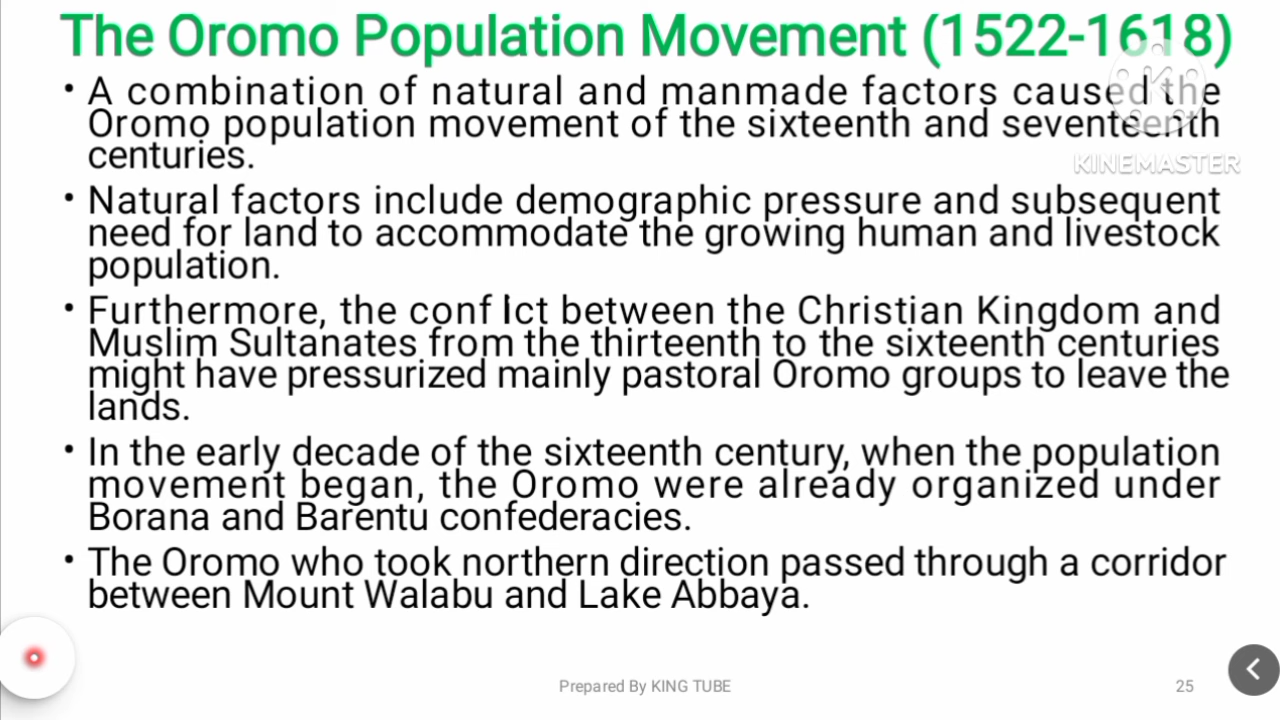 The Oromo Population Movement (1522-1618)
• A combination of natural and manmade factors caused the
Oromo population movement of the sixteenth and seventeenth
centuries.
KINEMASTER
• Natural factors include demographic pressure and subsequent
need for land to accommodate the growing human and livestock
population.
• Furthermore, the conf lct between the Christian Kingdom and
Muslim Sultanates from the thirteenth to the sixteenth centuries
might have pressurized mainly pastoral Oromo groups to leave the
lands.
• In the early decade of the sixteenth century, when the population
movement began, the Oromo were already organized under
Borana and Barentu confederacies.
• The Oromo who took northern direction passed through a corridor
between Mount Walabu and Lake Abbaya.
Prepared By KING TUBE
25